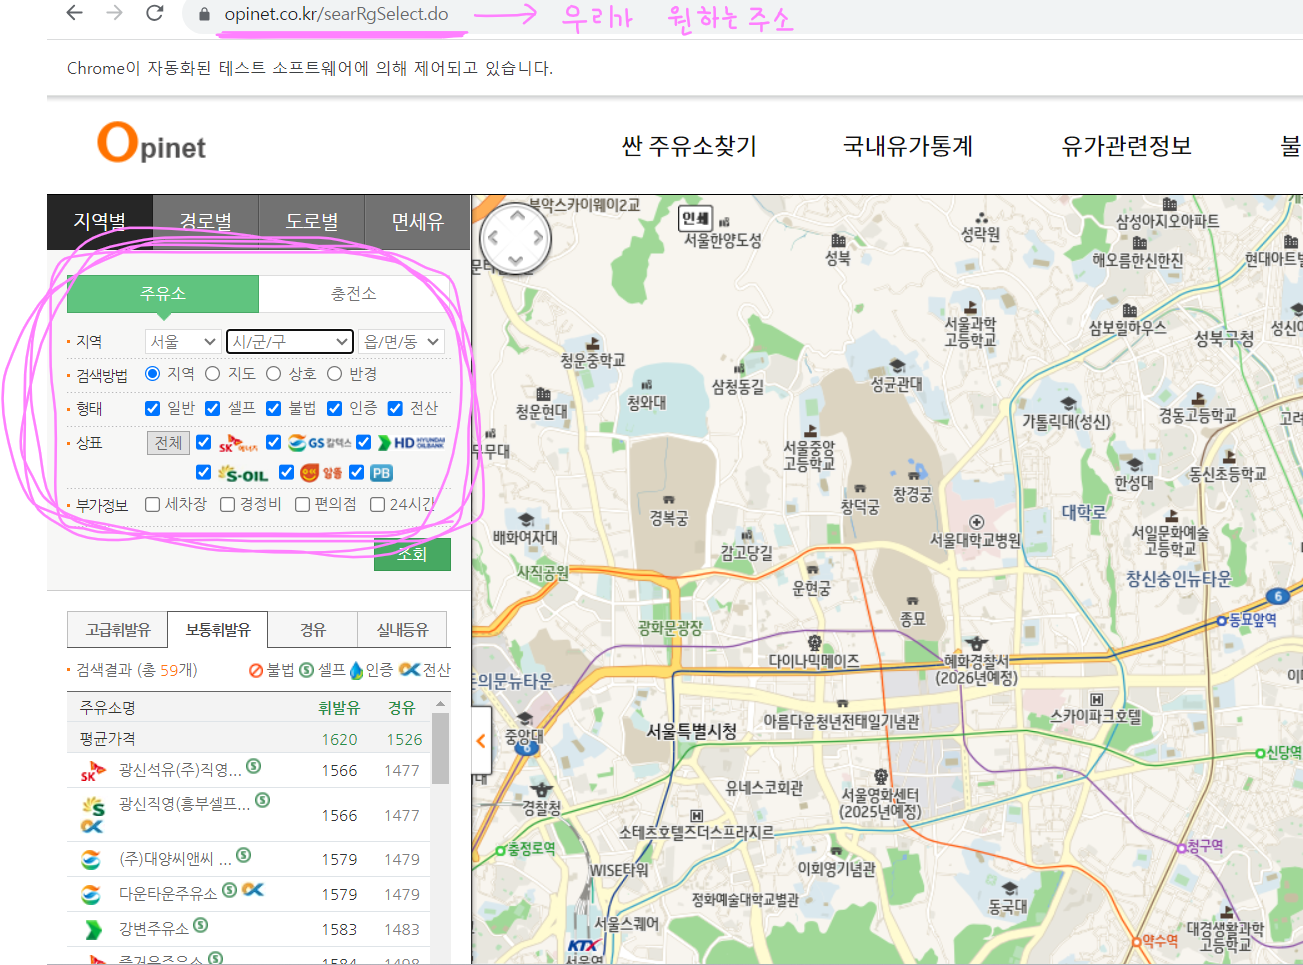 opinet.co.kr/searRgSelect.do → 우리가 원하는 주소
Chrome이 자동화된 테스트 소프트웨어에 의해 제어되고 있습니다.
Opinet
싼 주유소찾기 국내유가통계 유가관련정보 불
지역별 경로별 도로별 면세유
주유소 충전소
지역 서울 시/군/구 읍/면/동
검색방법 지역 지도 상호 반경
형태 일반 셀프 불법 인증 전산
상표 전체 SK에너지 GS칼텍스 HD HYUNDAI OILBANK
S-OIL 알뜰 PB
부가정보 세차장 경정비 편의점 24시간
조회
고급휘발유 보통휘발유 경유 실내등유
검색결과 (총 59개) 불법 셀프 인증 전산
주유소명 휘발유 경유
평균가격 1620 1526
SK 광신석유(주)직영... 1566 1477
광신직영(흥부셀프... 1566 1477
(주)대양씨앤씨 ... 1579 1479
다운타운주유소 1579 1479
강변주유소 1583 1483
북악스카이웨이2교
인쇄
서울한양도성
성북
성락원
삼성아지오아파트
해오름한신한진
현대아트빌
서울과학
고등학교
삼보힐하우스
성북구청
성신여
청운중학교
청운현대
청와대
삼청동길
성균관대
가톨릭대(성신)
경동고등학교
고려
서울중앙
고등학교
창경궁
창덕궁
한성대
동신초등학교
경복궁
배화여자대
감고당길
서울대학교병원
대학로
서일문화예술
고등학교
사직공원
운현궁
창신숭인뉴타운
종묘
6
동묘앞역
광화문광장
다이나믹메이즈
혜화경찰서
(2026년예정)
돈의문뉴타운
스카이파크호텔
아름다운청년전태일기념관
서울특별시청
중앙대
6
신당역
유네스코회관
서울영화센터
(2025년예정)
경찰청
소테츠호텔즈더스프라지르
충정로역
청구역
WISE타워
이회영기념관
정화예술대학교별관
동국대
서울스퀘어
대경생활과학
고등학교
약수역
KTX
서울역